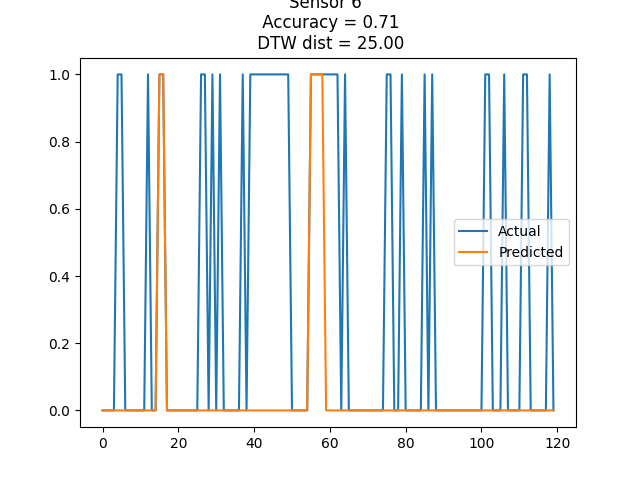 Sensor 6
Accuracy = 0.71
DTW dist = 25.00
1.0
0.8
0.6
0.4
0.2
0.0
Actual
Predicted
0 20 40 60 80 100 120